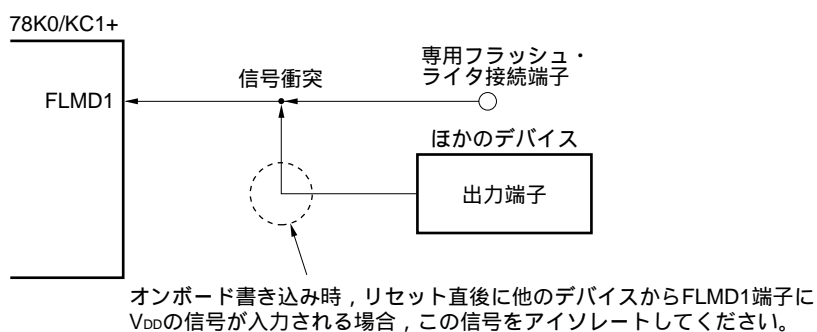 78K0/KC1+
専用フラッシュ・
ライタ接続端子
信号衝突
FLMD1
ほかのデバイス
出力端子
オンボード書き込み時，リセット直後に他のデバイスからFLMD1端子に
VDDの信号が入力される場合，この信号をアイソレートしてください。